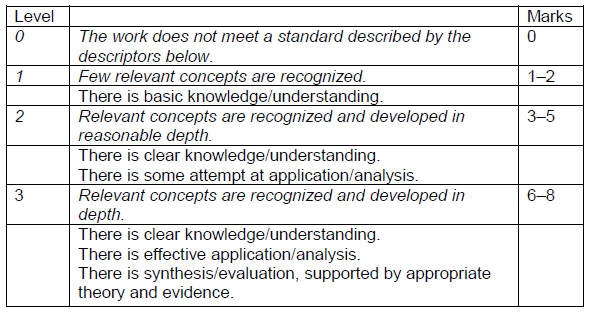 Level Marks
0 The work does not meet a standard described by the 0
descriptors below.
1 Few relevant concepts are recognized. 1–2
There is basic knowledge/understanding.
2 Relevant concepts are recognized and developed in 3–5
reasonable depth.
There is clear knowledge/understanding.
There is some attempt at application/analysis.
3 Relevant concepts are recognized and developed in 6–8
depth.
There is clear knowledge/understanding.
There is effective application/analysis.
There is synthesis/evaluation, supported by appropriate
theory and evidence.